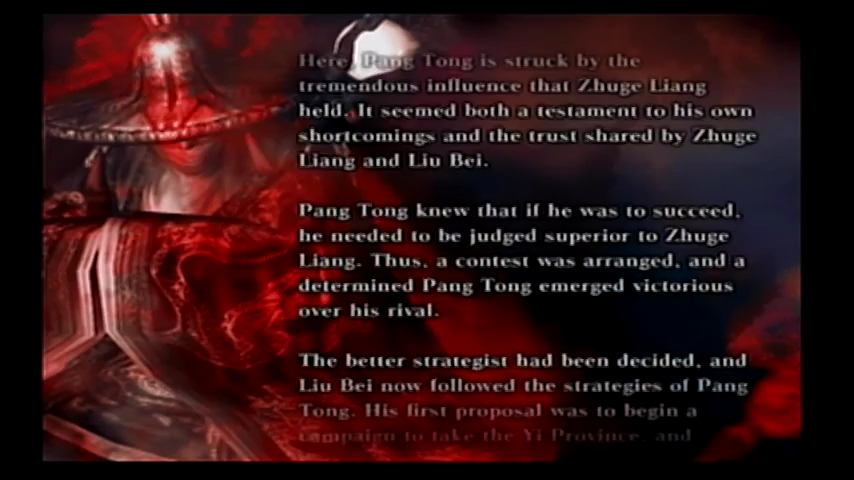 Here, Pang Tong is struck by the
tremendous influence that Zhuge Liang
held. It seemed both a testament to his own
shortcomings and the trust shared by Zhuge
Liang and Liu Bei.
Pang Tong knew that if he was to succeed,
he needed to be judged superior to Zhuge
Liang. Thus, a contest was arranged, and a
determined Pang Tong emerged victorious
over his rival.
The better strategist had been decided, and
Liu Bei now followed the strategies of Pang
Tong. His first proposal was to begin a
campaign to take the Yi Province, and